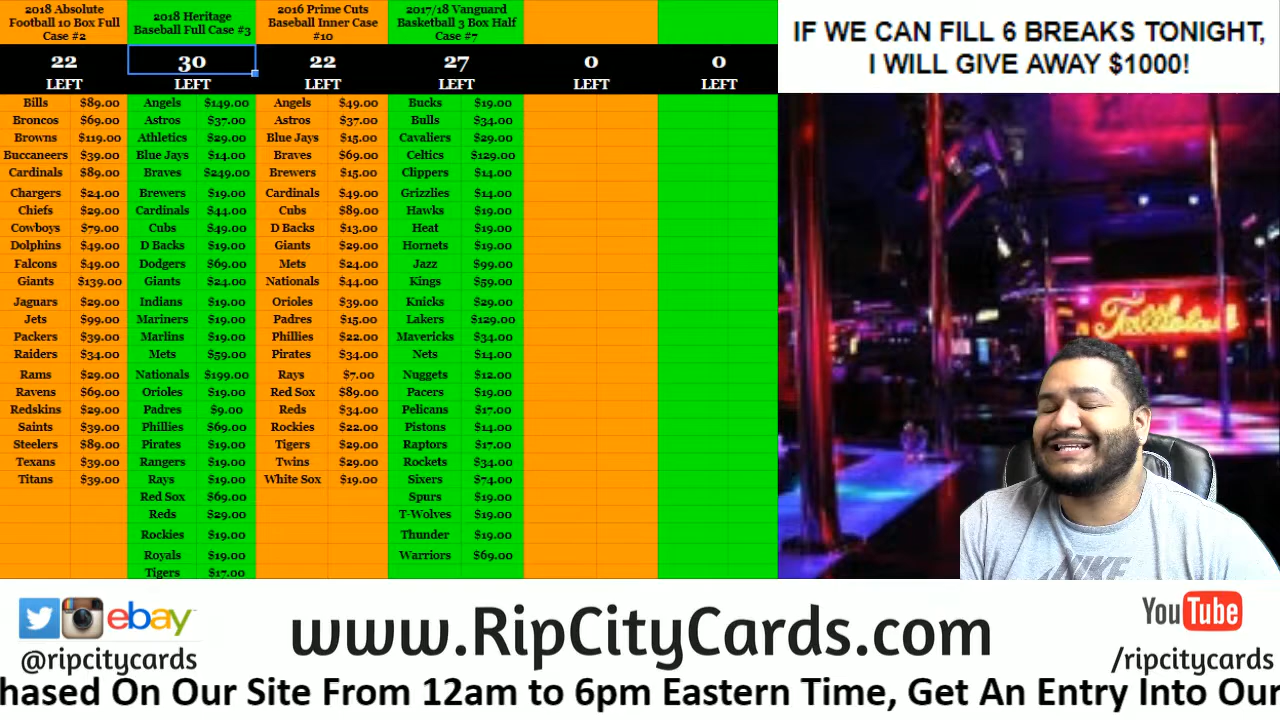 2018 Absolute
Football 10 Box Full
Case #2
2018 Heritage
Baseball Full Case #3
2016 Prime Cuts
Baseball Inner Case
#10
2017/18 Vanguard
Basketball 3 Box Half
Case #7
22 30 22 27 0 0
LEFT LEFT LEFT LEFT LEFT LEFT
Bills $89.00 Angels $149.00 Angels $49.00 Bucks $19.00
Broncos $69.00 Astros $37.00 Astros $37.00 Bulls $34.00
Browns $119.00 Athletics $29.00 Blue Jays $15.00 Cavaliers $29.00
Buccaneers $39.00 Blue Jays $14.00 Braves $69.00 Celtics $129.00
Cardinals $89.00 Braves $249.00 Brewers $15.00 Clippers $14.00
Chargers $24.00 Brewers $19.00 Cardinals $49.00 Grizzlies $14.00
Chiefs $29.00 Cardinals $44.00 Cubs $89.00 Hawks $19.00
Cowboys $79.00 Cubs $49.00 D Backs $13.00 Heat $19.00
Dolphins $49.00 D Backs $19.00 Giants $29.00 Hornets $19.00
Falcons $49.00 Dodgers $69.00 Mets $24.00 Jazz $99.00
Giants $139.00 Giants $24.00 Nationals $44.00 Kings $59.00
Jaguars $29.00 Indians $19.00 Orioles $39.00 Knicks $29.00
Jets $99.00 Mariners $19.00 Padres $15.00 Lakers $129.00
Packers $39.00 Marlins $19.00 Phillies $22.00 Mavericks $34.00
Raiders $34.00 Mets $59.00 Pirates $34.00 Nets $14.00
Rams $29.00 Nationals $199.00 Rays $7.00 Nuggets $12.00
Ravens $69.00 Orioles $19.00 Red Sox $89.00 Pacers $19.00
Redskins $29.00 Padres $9.00 Reds $34.00 Pelicans $17.00
Saints $39.00 Phillies $69.00 Rockies $22.00 Pistons $14.00
Steelers $89.00 Pirates $19.00 Tigers $29.00 Raptors $17.00
Texans $39.00 Rangers $19.00 Twins $29.00 Rockets $34.00
Titans $39.00 Rays $19.00 White Sox $19.00 Sixers $74.00
Red Sox $69.00 Spurs $19.00
Reds $29.00 T-Wolves $19.00
Rockies $19.00 Thunder $19.00
Royals $19.00 Warriors $69.00
Tigers $17.00
IF WE CAN FILL 6 BREAKS TONIGHT,
I WILL GIVE AWAY $1000!
NIKE
ebay
@ripcitycards
www.RipCityCards.com
YouTube
/ripcitycards
hased On Our Site From 12am to 6pm Eastern Time, Get An Entry Into Our